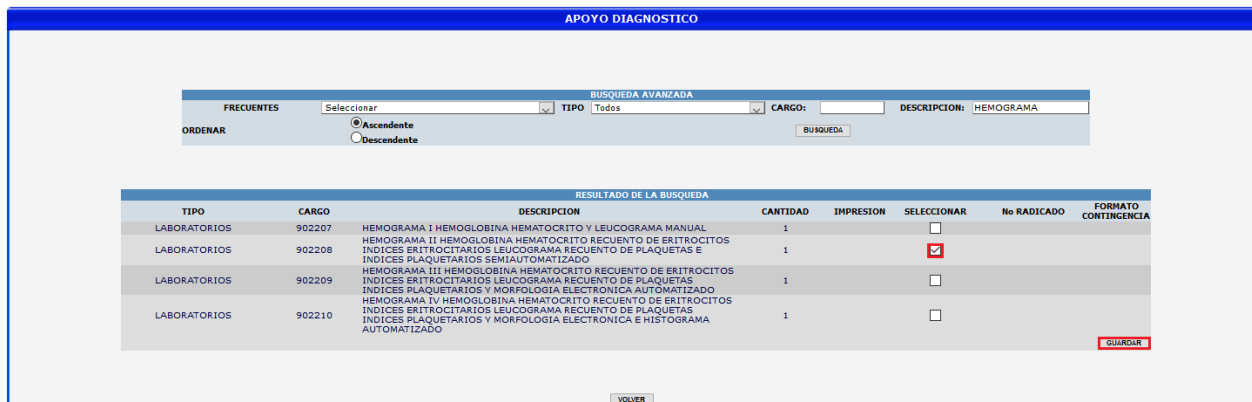 APOYO DIAGNOSTICO
BUSQUEDA AVANZADA
FRECUENTES Seleccionar TIPO Todos CARGO: DESCRIPCION: HEMOGRAMA
ORDENAR Ascendente BUSQUEDA
Descendente
RESULTADO DE LA BUSQUEDA
TIPO CARGO DESCRIPCION CANTIDAD IMPRESION SELECCIONAR No RADICADO FORMATO CONTINGENCIA
LABORATORIOS 902207 HEMOGRAMA I HEMOGLOBINA HEMATOCRITO Y LEUCOGRAMA MANUAL 1
HEMOGRAMA II HEMOGLOBINA HEMATOCRITO RECUENTO DE ERITROCITOS
LABORATORIOS 902208 INDICES ERITROCITARIOS LEUCOGRAMA RECUENTO DE PLAQUETAS E 1
INDICES PLAQUETARIOS SEMIAUTOMATIZADO
HEMOGRAMA III HEMOGLOBINA HEMATOCRITO RECUENTO DE ERITROCITOS
LABORATORIOS 902209 INDICES ERITROCITARIOS LEUCOGRAMA RECUENTO DE PLAQUETAS 1
INDICES PLAQUETARIOS Y MORFOLOGIA ELECTRONICA AUTOMATIZADO
HEMOGRAMA IV HEMOGLOBINA HEMATOCRITO RECUENTO DE ERITROCITOS
INDICES ERITROCITARIOS LEUCOGRAMA RECUENTO DE PLAQUETAS
LABORATORIOS 902210 INDICES PLAQUETARIOS Y MORFOLOGIA ELECTRONICA E HISTOGRAMA 1
AUTOMATIZADO
GUARDAR
VOLVER